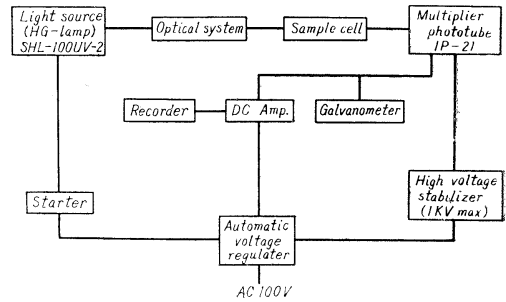 Light source
(HG-lamp)
SHL-100UV-2
Optical system
Sample cell
Multiplier
phototube
IP-21
Recorder
DC Amp.
Galvanometer
Starter
High voltage
stabilizer
(1KV max)
Automatic
voltage
regulater
AC 100V